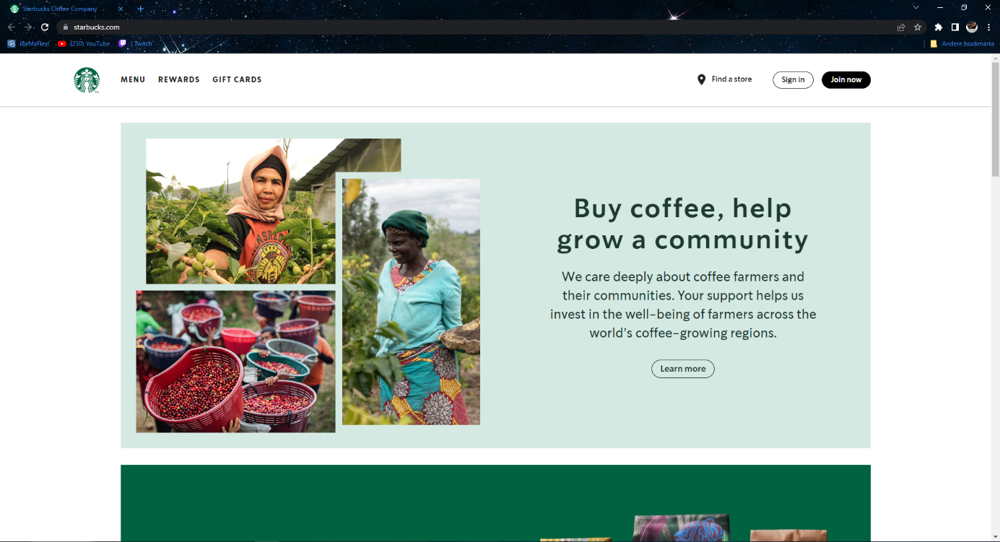 Starbucks Coffee Company
starbucks.com
iBaMaFlex!
(230) YouTube
Twitch
Andere bookmarks
MENU
REWARDS
GIFT CARDS
Find a store
Sign in
Join now
Buy coffee, help
grow a community
We care deeply about coffee farmers and
their communities. Your support helps us
invest in the well-being of farmers across the
world's coffee-growing regions.
Learn more